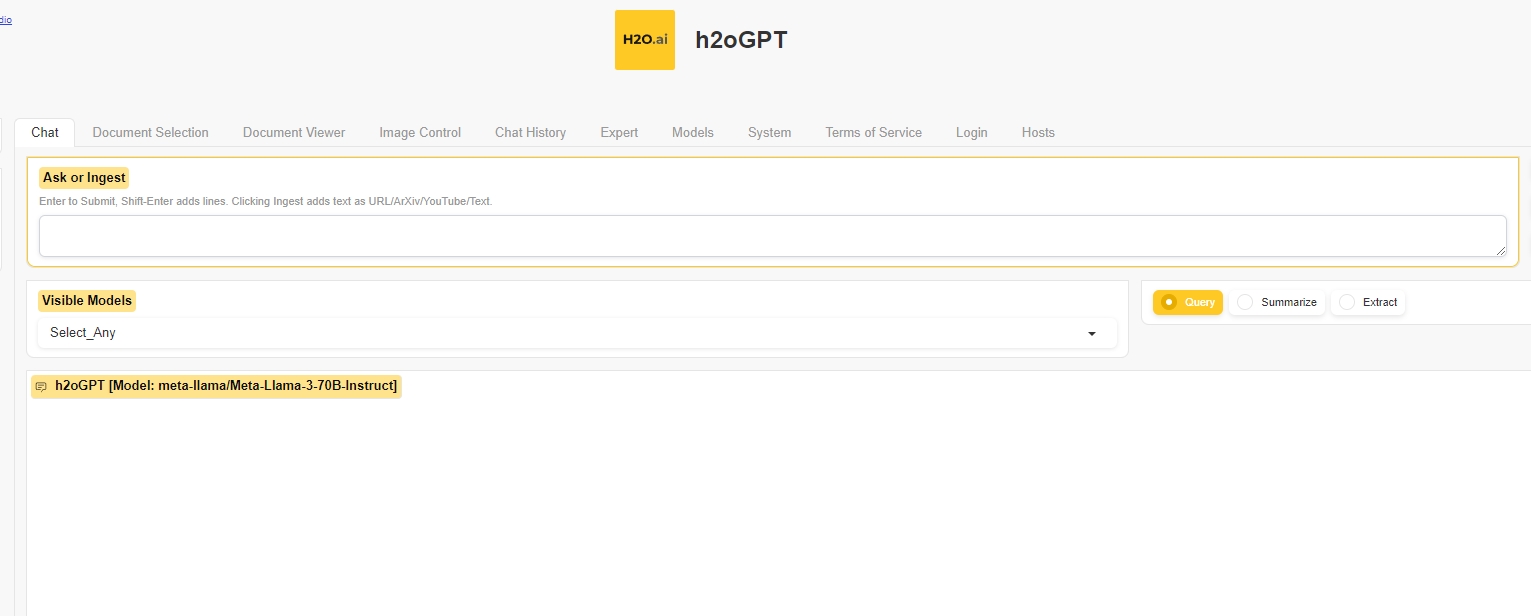 dio
H2O.ai
h2oGPT
Chat Document Selection Document Viewer Image Control Chat History Expert Models System Terms of Service Login Hosts
Ask or Ingest
Enter to Submit, Shift-Enter adds lines. Clicking Ingest adds text as URL/ArXiv/YouTube/Text.
Visible Models
Select_Any
Query Summarize Extract
h2oGPT [Model: meta-llama/Meta-Llama-3-70B-Instruct]